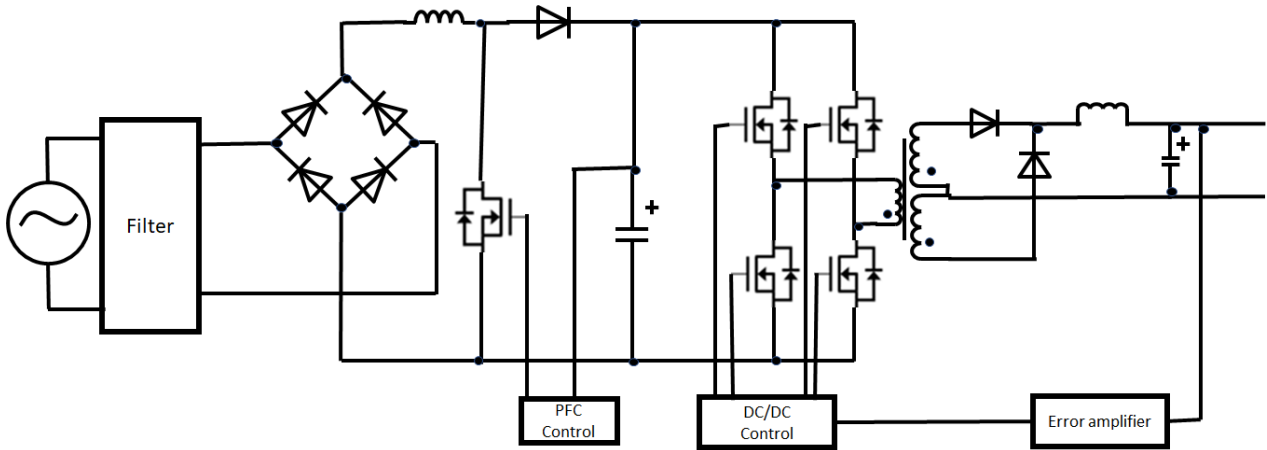 Filter
+
+
PFC
Control
DC/DC
Control
Error amplifier